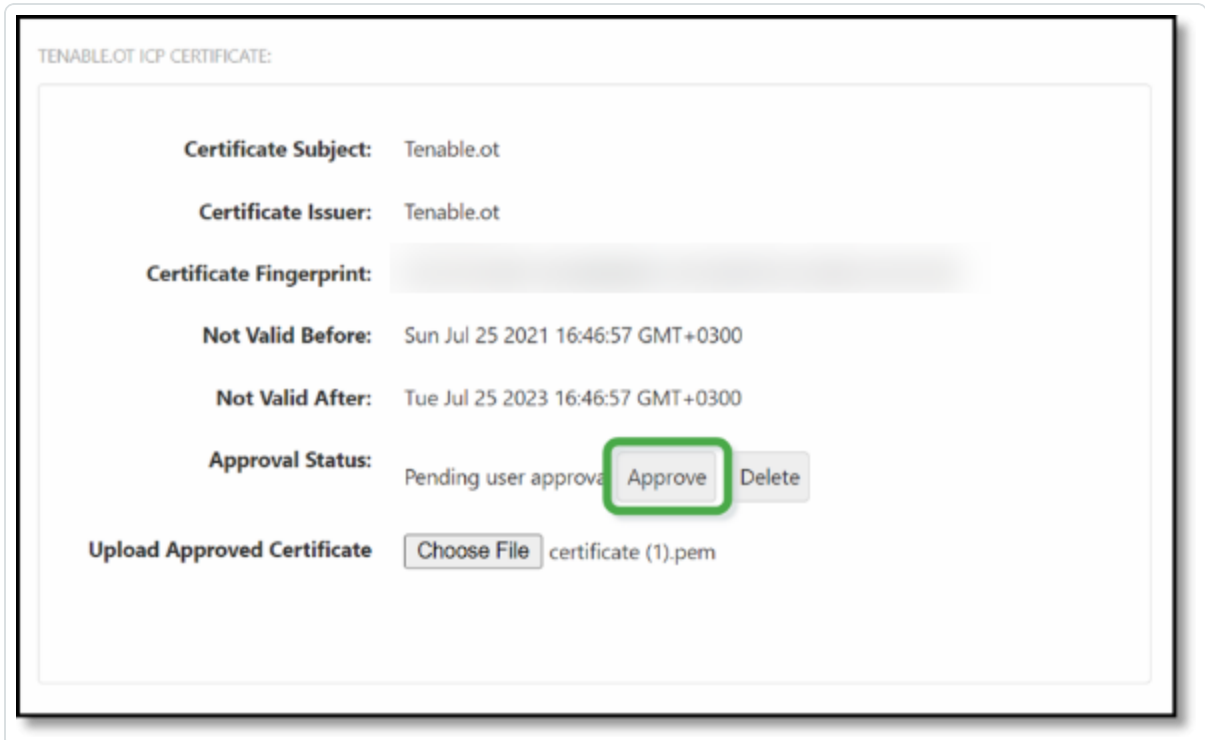 TENABLE.OT ICP CERTIFICATE:
Certificate Subject: Tenable.ot
Certificate Issuer: Tenable.ot
Certificate Fingerprint:
Not Valid Before: Sun Jul 25 2021 16:46:57 GMT+0300
Not Valid After: Tue Jul 25 2023 16:46:57 GMT+0300
Approval Status: Pending user approva Approve Delete
Upload Approved Certificate Choose File certificate (1).pem